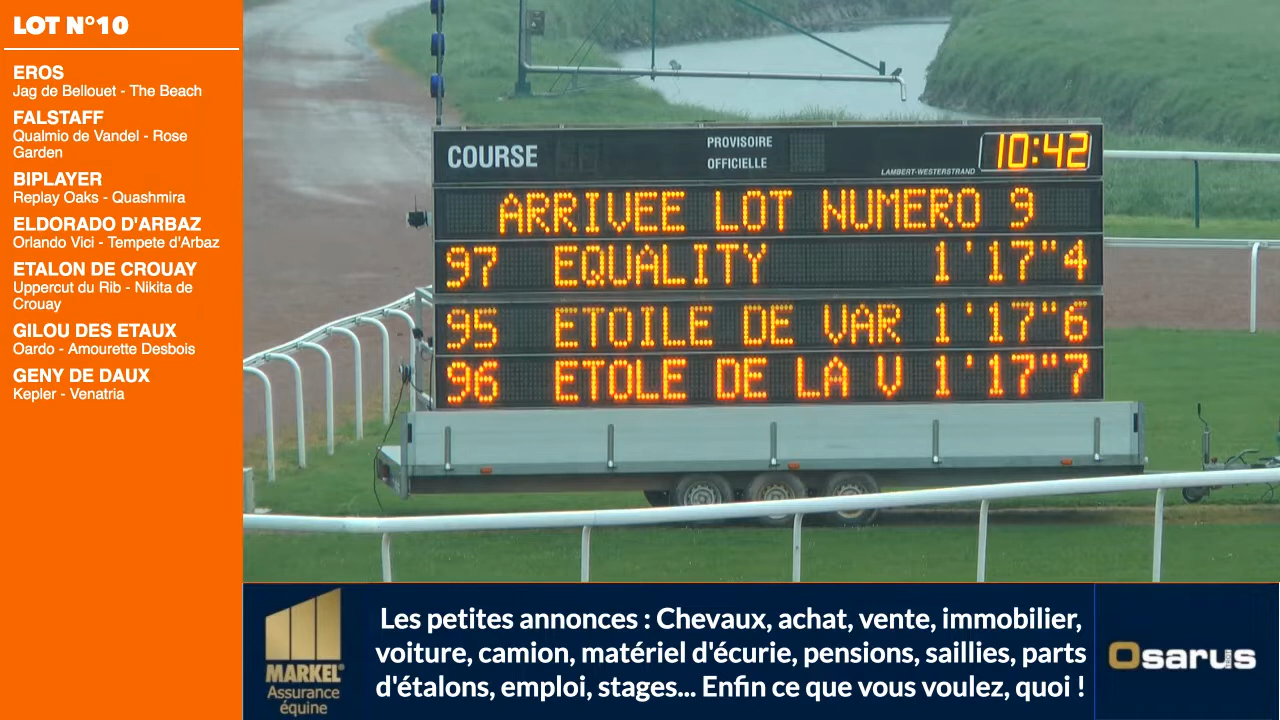 LOT N°10
EROS
Jag de Bellouet - The Beach
FALSTAFF
Qualmio de Vandel - Rose
Garden
BIPLAYER
Replay Oaks - Quashmira
ELDORADO D'ARBAZ
Orlando Vici - Tempete d'Arbaz
ETALON DE CROUAY
Uppercut du Rib - Nikita de
Crouay
GILOU DES ETAUX
Oardo - Amourette Desbois
GENY DE DAUX
Kepler - Venatria
COURSE
PROVISOIRE
OFFICIELLE
LAMBERT-WESTERSTRAND
10:42
ARRIVEE LOT NUMERO 9
97 EQUALITY 1'17"4
95 ETOILE DE VAR 1'17"6
96 ETOLE DE LA V 1'17"7
MARKEL®
Assurance
équine
Les petites annonces : Chevaux, achat, vente, immobilier,
voiture, camion, matériel d'écurie, pensions, saillies, parts
d'étalons, emploi, stages... Enfin ce que vous voulez, quoi !
Osarus